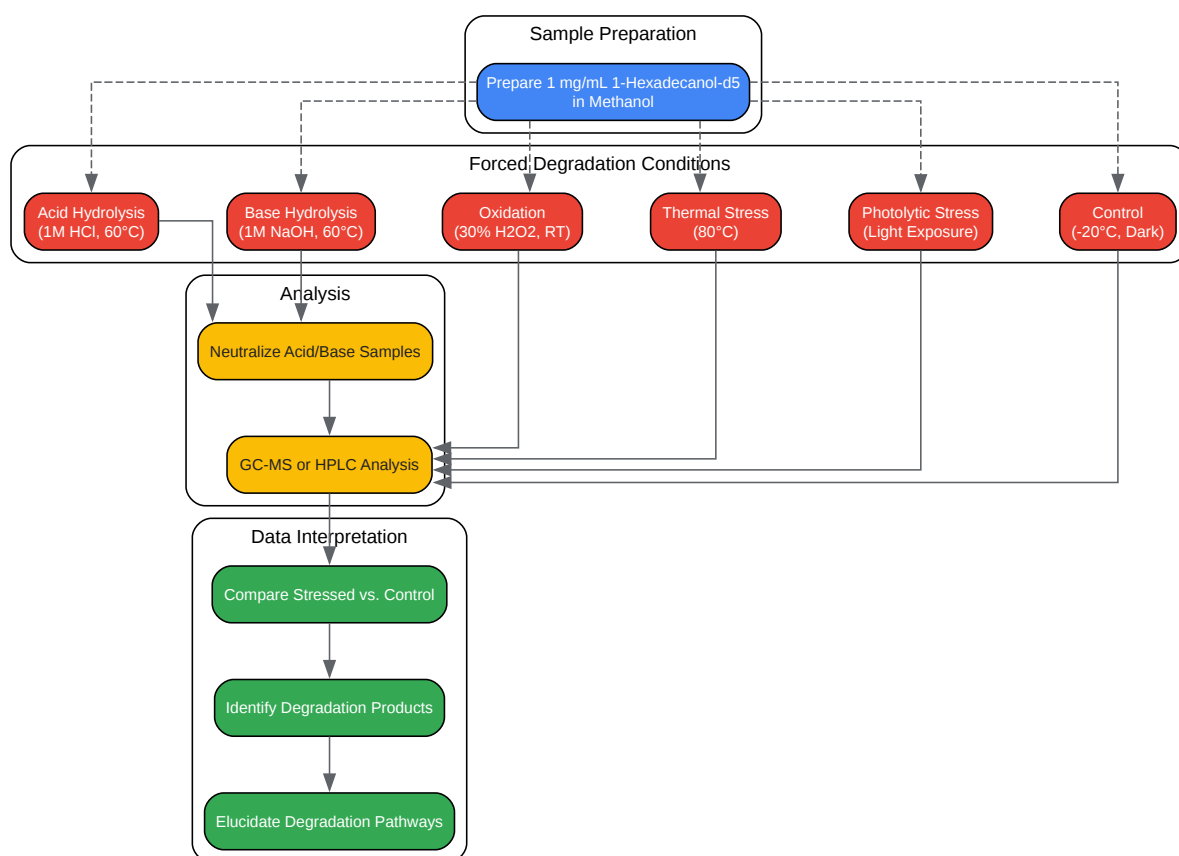 Sample Preparation
Prepare 1 mg/mL 1-Hexadecanol-d5
in Methanol
Forced Degradation Conditions
Acid Hydrolysis
(1M HCl, 60°C)
Base Hydrolysis
(1M NaOH, 60°C)
Oxidation
(30% H2O2, RT)
Thermal Stress
(80°C)
Photolytic Stress
(Light Exposure)
Control
(-20°C, Dark)
Analysis
Neutralize Acid/Base Samples
GC-MS or HPLC Analysis
Data Interpretation
Compare Stressed vs. Control
Identify Degradation Products
Elucidate Degradation Pathways